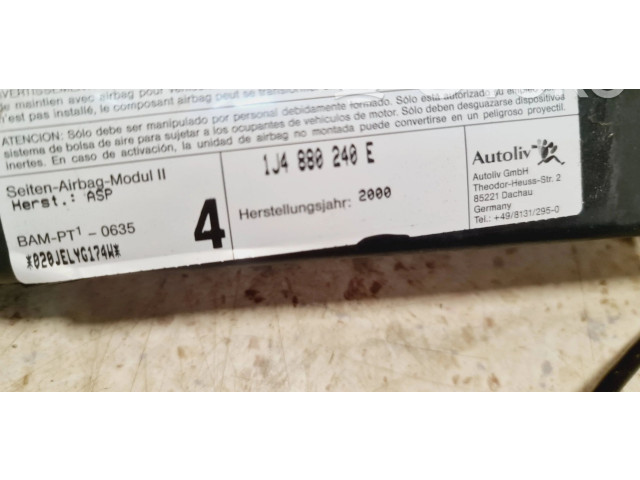 AVERTISSEMENT
le maintien avec airbag pour
n'est pas installé, le composant airbag peut se
ATENCION: Sólo debe ser manipulado por personal debidamente formado. Sólo está autorizado su empleo
sistema de bolsa de aire para sujetar a los ocupantes de vehículos de motor. Sólo deben desguazarse dispositivos
inertes. En caso de activación, la unidad de airbag no montada puede convertirse en un peligroso proyectil.
Seiten-Airbag-Modul II
Herst.: ASP
BAM-PT1 - 0635
*020JELYG174W*
4
1J4 880 240 E
Herstellungsjahr: 2000
Autoliv
Autoliv GmbH
Theodor-Heuss-Str. 2
85221 Dachau
Germany
Tel.: +49/8131/295-0